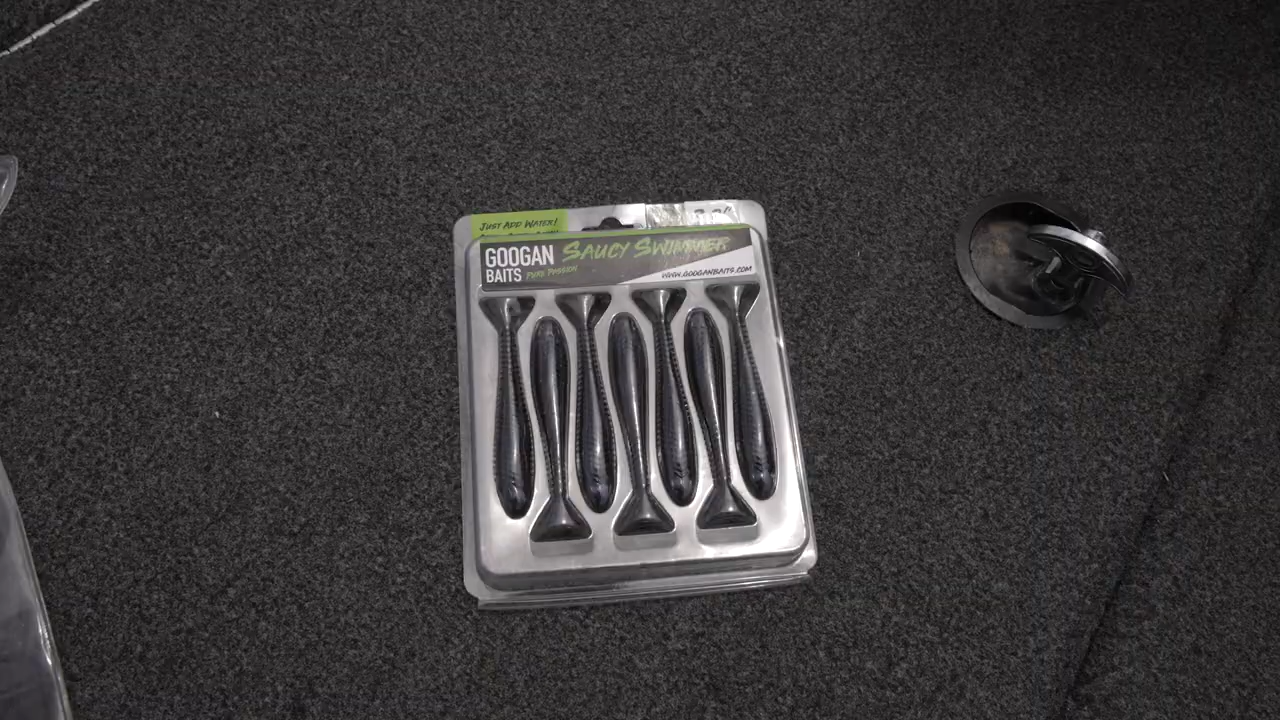 JUST ADD WATER!
GOOGAN
BAITS
PURE PASSION
SAUCY SWIMMER
WWW.GOOGANBAITS.COM